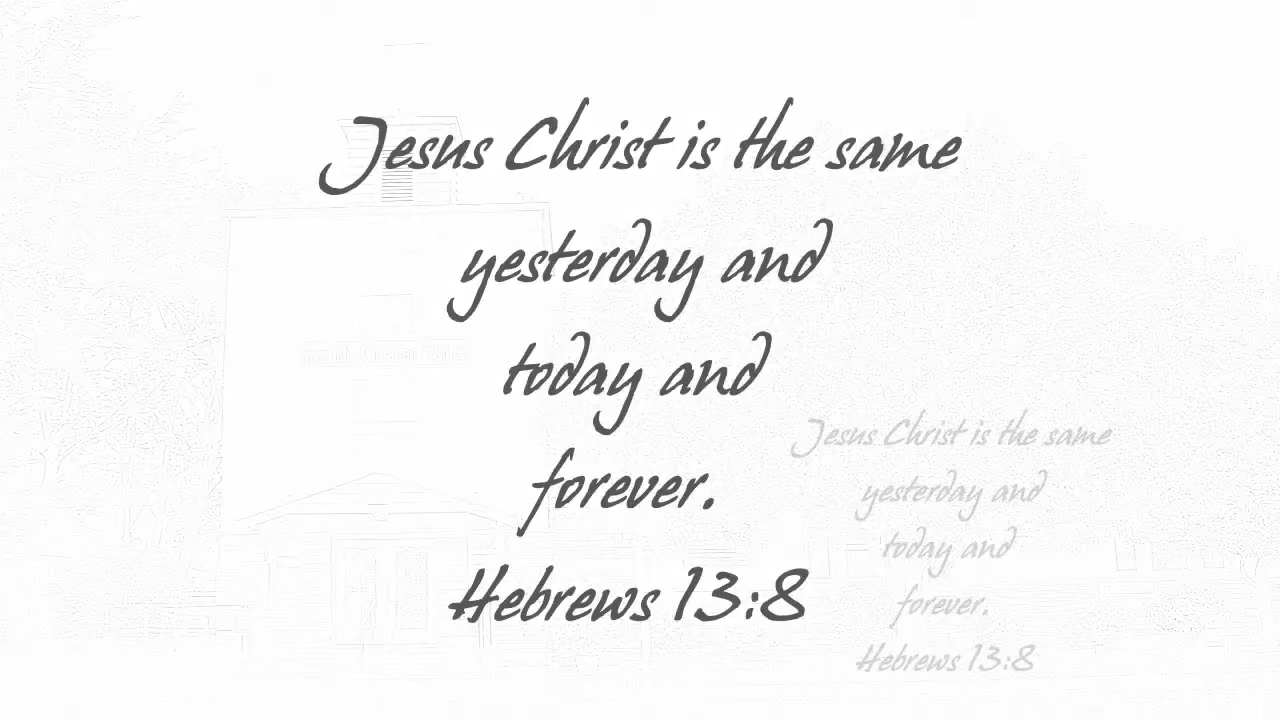 Jesus Christ is the same
yesterday and
today and
forever.
Hebrews 13:8
Jesus Christ is the same
yesterday and
today and
forever.
Hebrews 13:8